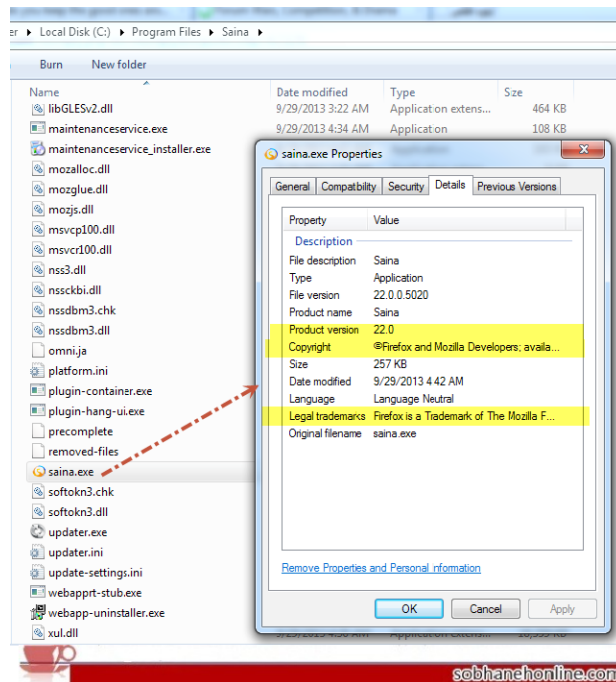 er ▸ Local Disk (C:) ▸ Program Files ▸ Saina ▸
Burn New folder
Name Date modified Type Size
libGLESv2.dll 9/29/2013 3:22 AM Application extens... 464 KB
maintenanceservice.exe 9/29/2013 4:34 AM Application 108 KB
maintenanceservice_installer.exe
mozalloc.dll
mozglue.dll
mozjs.dll
msvcp100.dll
msvcr100.dll
nss3.dll
nssckbi.dll
nssdbm3.chk
nssdbm3.dll
omni.ja
platform.ini
plugin-container.exe
plugin-hang-ui.exe
precomplete
removed-files
saina.exe
softokn3.chk
softokn3.dll
updater.exe
updater.ini
update-settings.ini
webapprt-stub.exe
webapp-uninstaller.exe
xul.dll
saina.exe Properties
General Compatibility Security Details Previous Versions
Property Value
Description
File description Saina
Type Application
File version 22.0.0.5020
Product name Saina
Product version 22.0
Copyright ©Firefox and Mozilla Developers; availa...
Size 257 KB
Date modified 9/29/2013 4:42 AM
Language Language Neutral
Legal trademarks Firefox is a Trademark of The Mozilla F...
Original filename saina.exe
Remove Properties and Personal Information
OK Cancel Apply
sobhanehonline.com